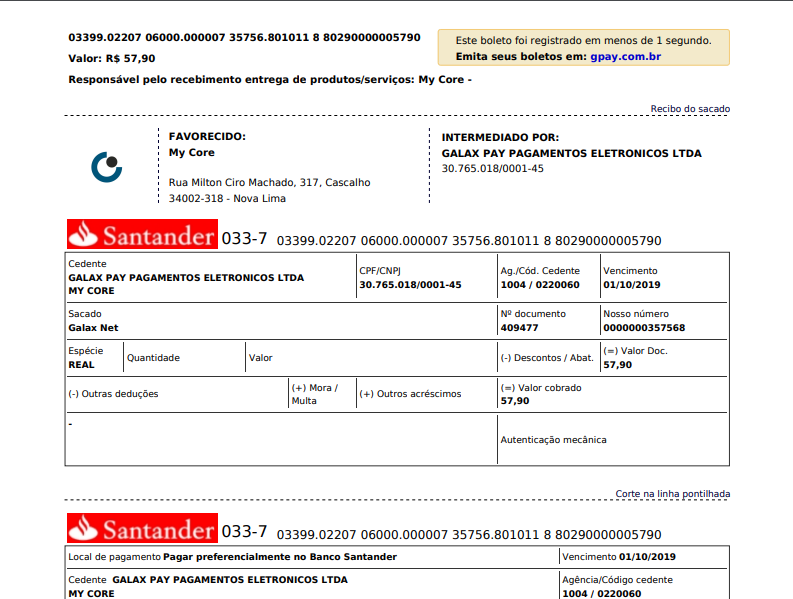 03399.02207 06000.000007 35756.801011 8 80290000005790
Valor: R$ 57,90
Responsável pelo recebimento entrega de produtos/serviços: My Core -
Este boleto foi registrado em menos de 1 segundo.
Emita seus boletos em: gpay.com.br
Recibo do sacado
FAVORECIDO:
My Core
Rua Milton Ciro Machado, 317, Cascalho
34002-318 - Nova Lima
INTERMEDIADO POR:
GALAX PAY PAGAMENTOS ELETRONICOS LTDA
30.765.018/0001-45
Santander 033-7 03399.02207 06000.000007 35756.801011 8 80290000005790
Cedente
GALAX PAY PAGAMENTOS ELETRONICOS LTDA
MY CORE
CPF/CNPJ
30.765.018/0001-45
Ag./Cód. Cedente
1004 / 0220060
Vencimento
01/10/2019
Sacado
Galax Net
Nº documento
409477
Nosso número
0000000357568
Espécie
REAL
Quantidade
Valor
(-) Descontos / Abat.
(=) Valor Doc.
57,90
(-) Outras deduções
(+) Mora /
Multa
(+) Outros acréscimos
(=) Valor cobrado
57,90
-
Autenticação mecânica
Corte na linha pontilhada
Santander 033-7 03399.02207 06000.000007 35756.801011 8 80290000005790
Local de pagamento Pagar preferencialmente no Banco Santander
Vencimento 01/10/2019
Cedente GALAX PAY PAGAMENTOS ELETRONICOS LTDA
MY CORE
Agência/Código cedente
1004 / 0220060